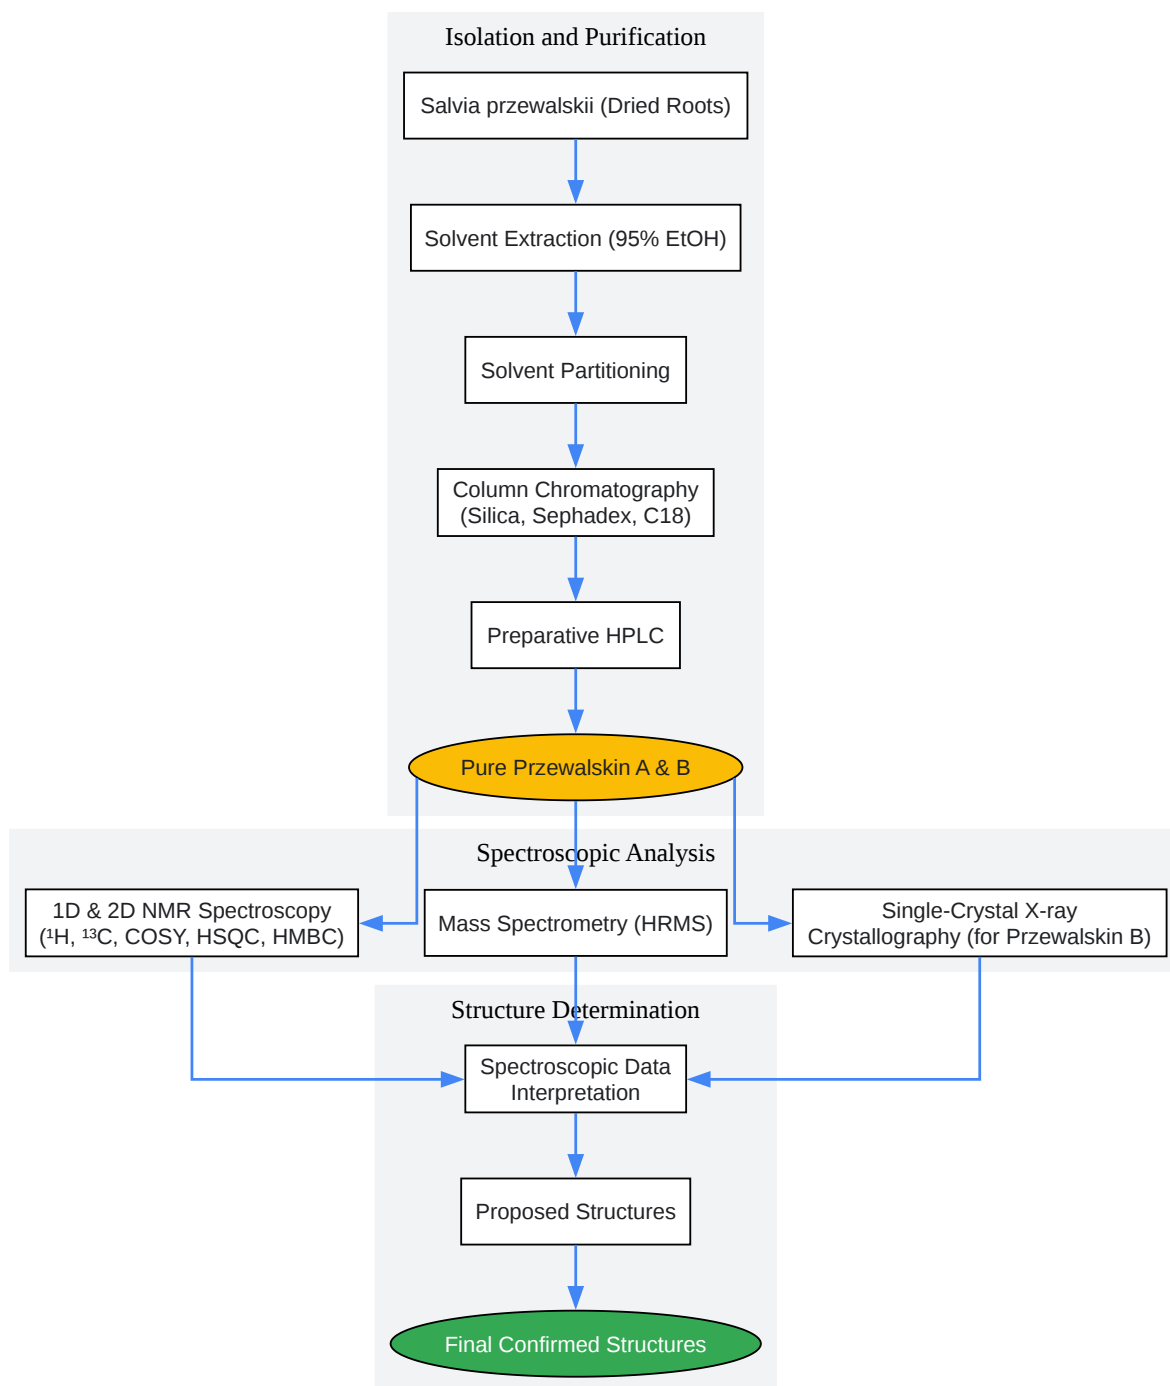 Isolation and Purification
Salvia przewalskii (Dried Roots)
Solvent Extraction (95% EtOH)
Solvent Partitioning
Column Chromatography
(Silica, Sephadex, C18)
Preparative HPLC
Pure Przewalskin A & B
Spectroscopic Analysis
1D & 2D NMR Spectroscopy
(¹H, ¹³C, COSY, HSQC, HMBC)
Mass Spectrometry (HRMS)
Single-Crystal X-ray
Crystallography (for Przewalskin B)
Structure Determination
Spectroscopic Data
Interpretation
Proposed Structures
Final Confirmed Structures